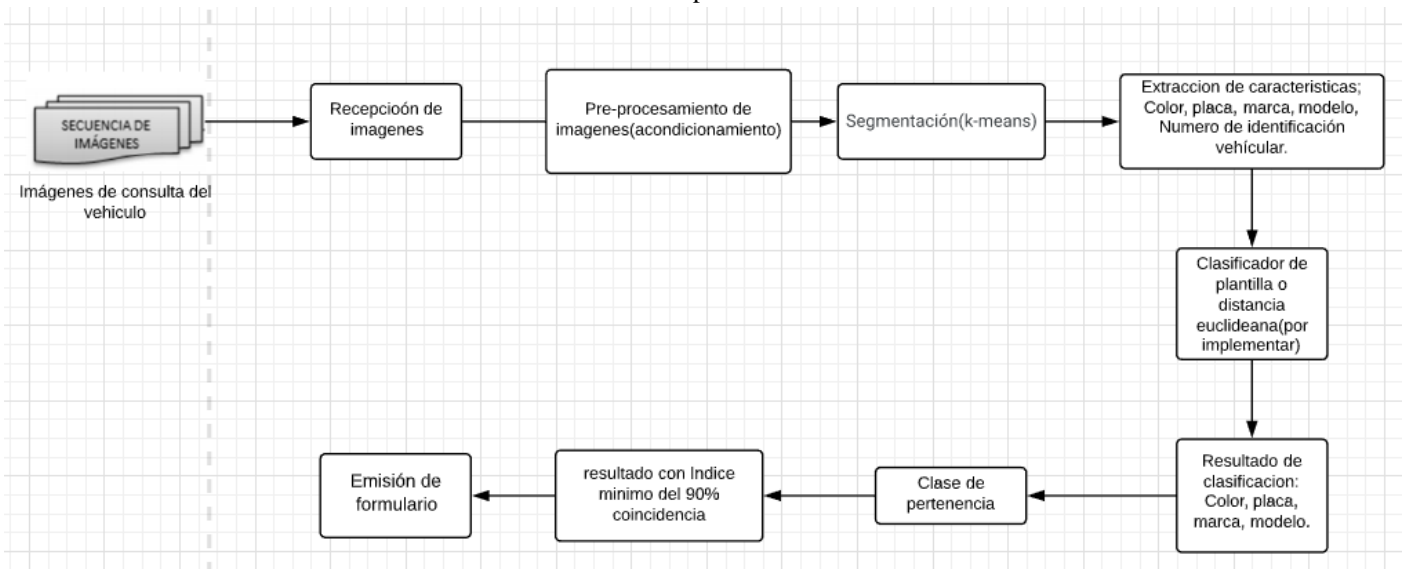 SECUENCIA DE
IMÁGENES
Imágenes de consulta del
vehiculo
Recepcioón de
imagenes
Pre-procesamiento de
imagenes(acondicionamiento)
Segmentación(k-means)
Extraccion de caracteristicas;
Color, placa, marca, modelo,
Numero de identificación
vehícular.
Clasificador de
plantilla o
distancia
euclideana(por
implementar)
Resultado de
clasificacion:
Color, placa,
marca, modelo.
Clase de
pertenencia
resultado con Indice
minimo del 90%
coincidencia
Emisión de
formulario